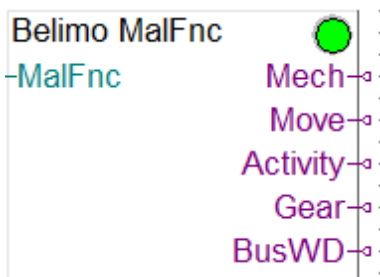 Belimo MalFnc
MalFnc Mech
Move
Activity
Gear
BusWD